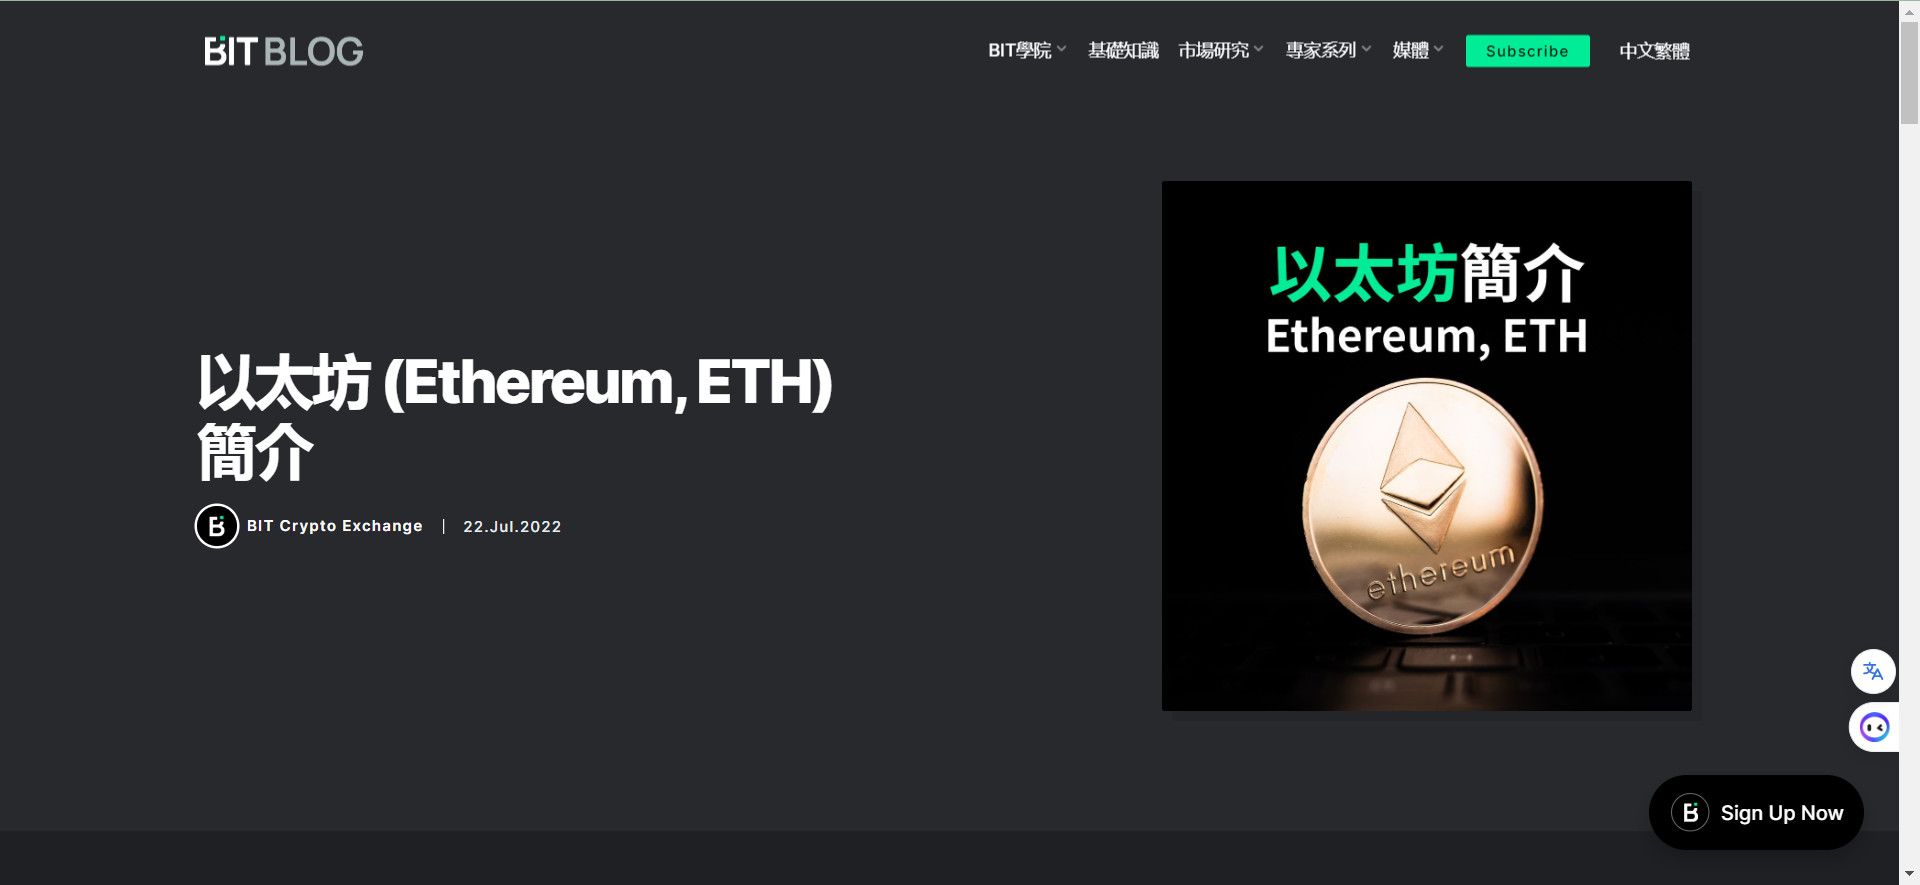 BIT BLOG
BIT學院
基礎知識
市場研究
專家系列
媒體
Subscribe
中文繁體
以太坊簡介
Ethereum, ETH
ethereum
以太坊 (Ethereum, ETH)
簡介
BIT Crypto Exchange | 22.Jul.2022
Sign Up Now